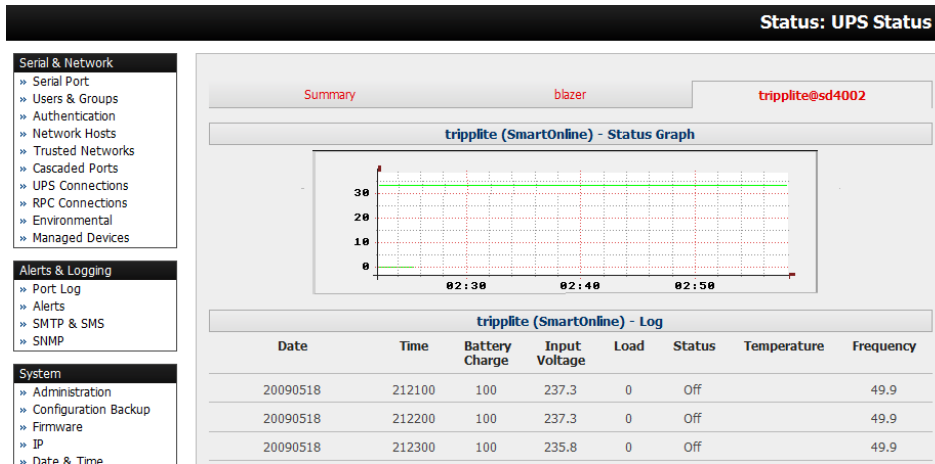 Status: UPS Status
Serial & Network
» Serial Port
» Users & Groups
» Authentication
» Network Hosts
» Trusted Networks
» Cascaded Ports
» UPS Connections
» RPC Connections
» Environmental
» Managed Devices
Alerts & Logging
» Port Log
» Alerts
» SMTP & SMS
» SNMP
System
» Administration
» Configuration Backup
» Firmware
» IP
» Date & Time
Summary blazer tripplite@sd4002
tripplite (SmartOnline) - Status Graph
30
20
10
0
02:30 02:40 02:50
tripplite (SmartOnline) - Log
Date Time Battery Charge Input Voltage Load Status Temperature Frequency
20090518 212100 100 237.3 0 Off 49.9
20090518 212200 100 237.3 0 Off 49.9
20090518 212300 100 235.8 0 Off 49.9